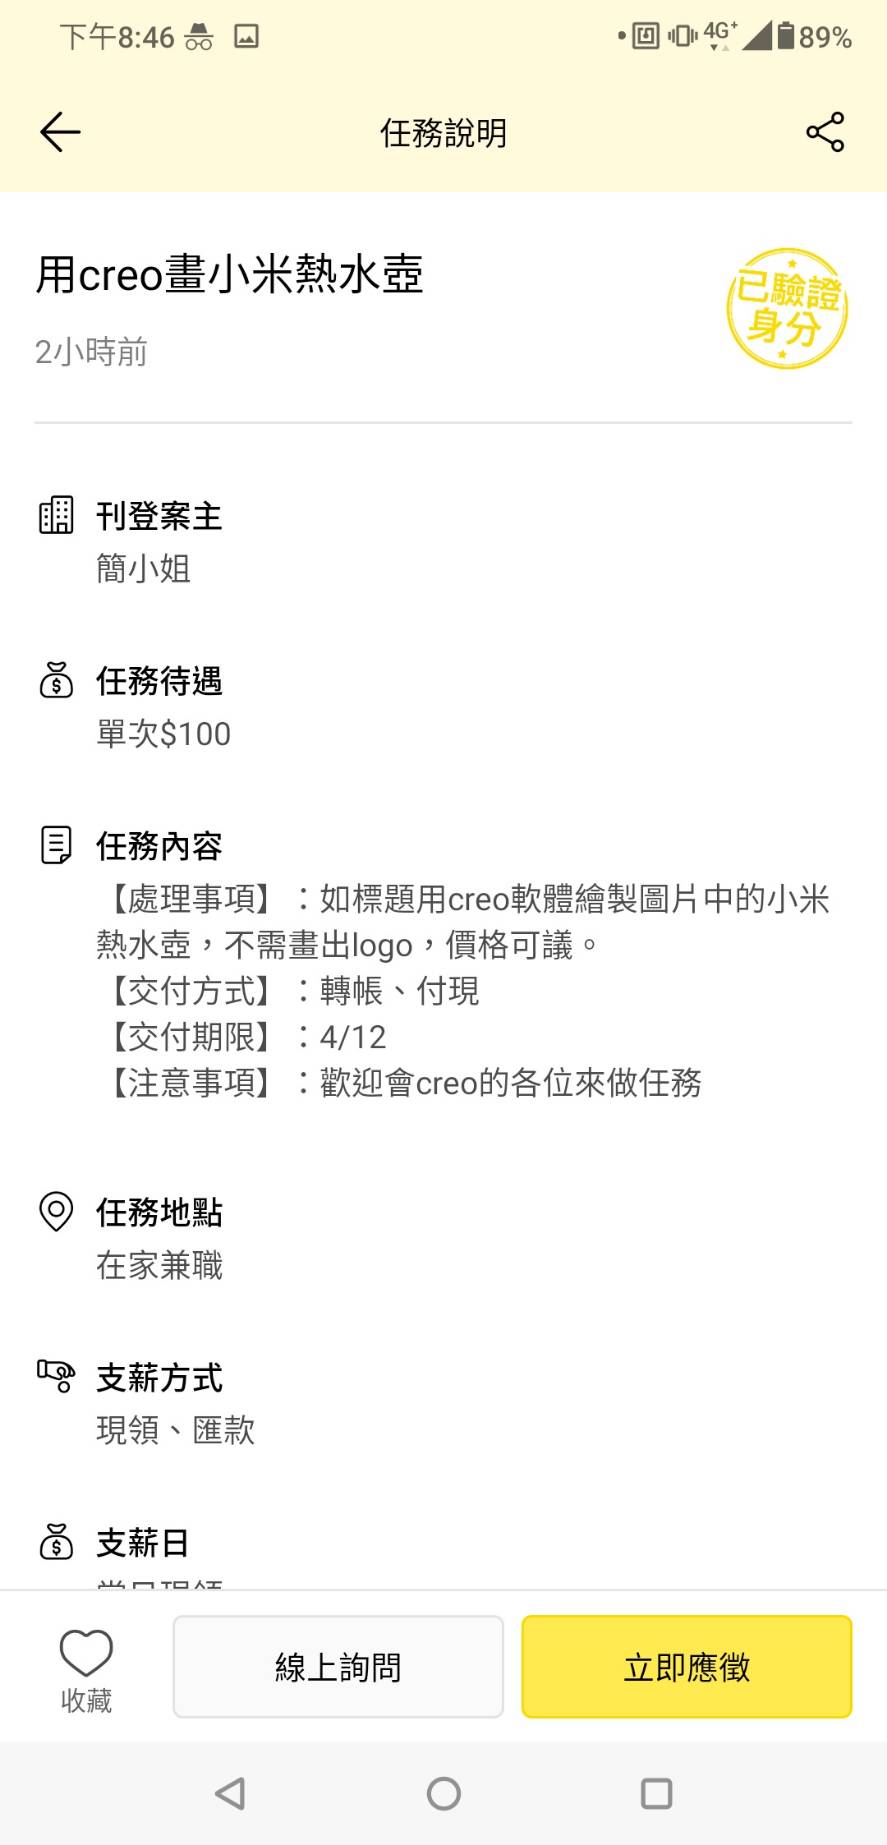 下午8:46
4G+
89%
任務說明
用creo畫小米熱水壺
已驗證
身分
2小時前
刊登案主
簡小姐
任務待遇
單次$100
任務內容
【處理事項】：如標題用creo軟體繪製圖片中的小米
熱水壺，不需畫出logo，價格可議。
【交付方式】：轉帳、付現
【交付期限】：4/12
【注意事項】：歡迎會creo的各位來做任務
任務地點
在家兼職
支薪方式
現領、匯款
支薪日
收藏
線上詢問
立即應徵